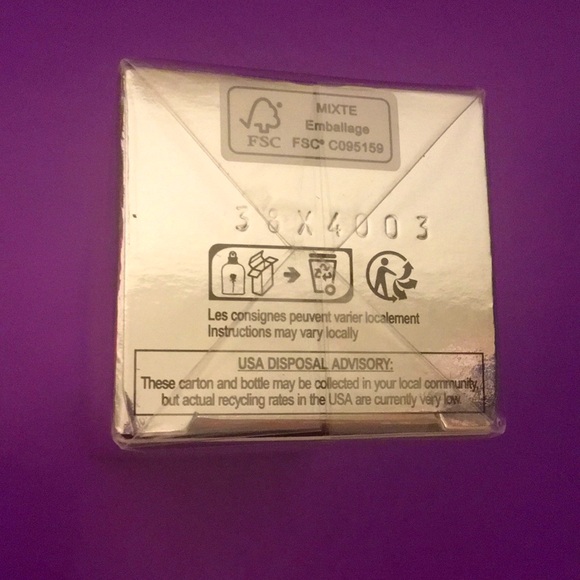 MIXTE
Emballage
FSC FSC® C095159
38X4003
Les consignes peuvent varier localement
Instructions may vary locally
USA DISPOSAL ADVISORY:
These carton and bottle may be collected in your local community,
but actual recycling rates in the USA are currently very low.